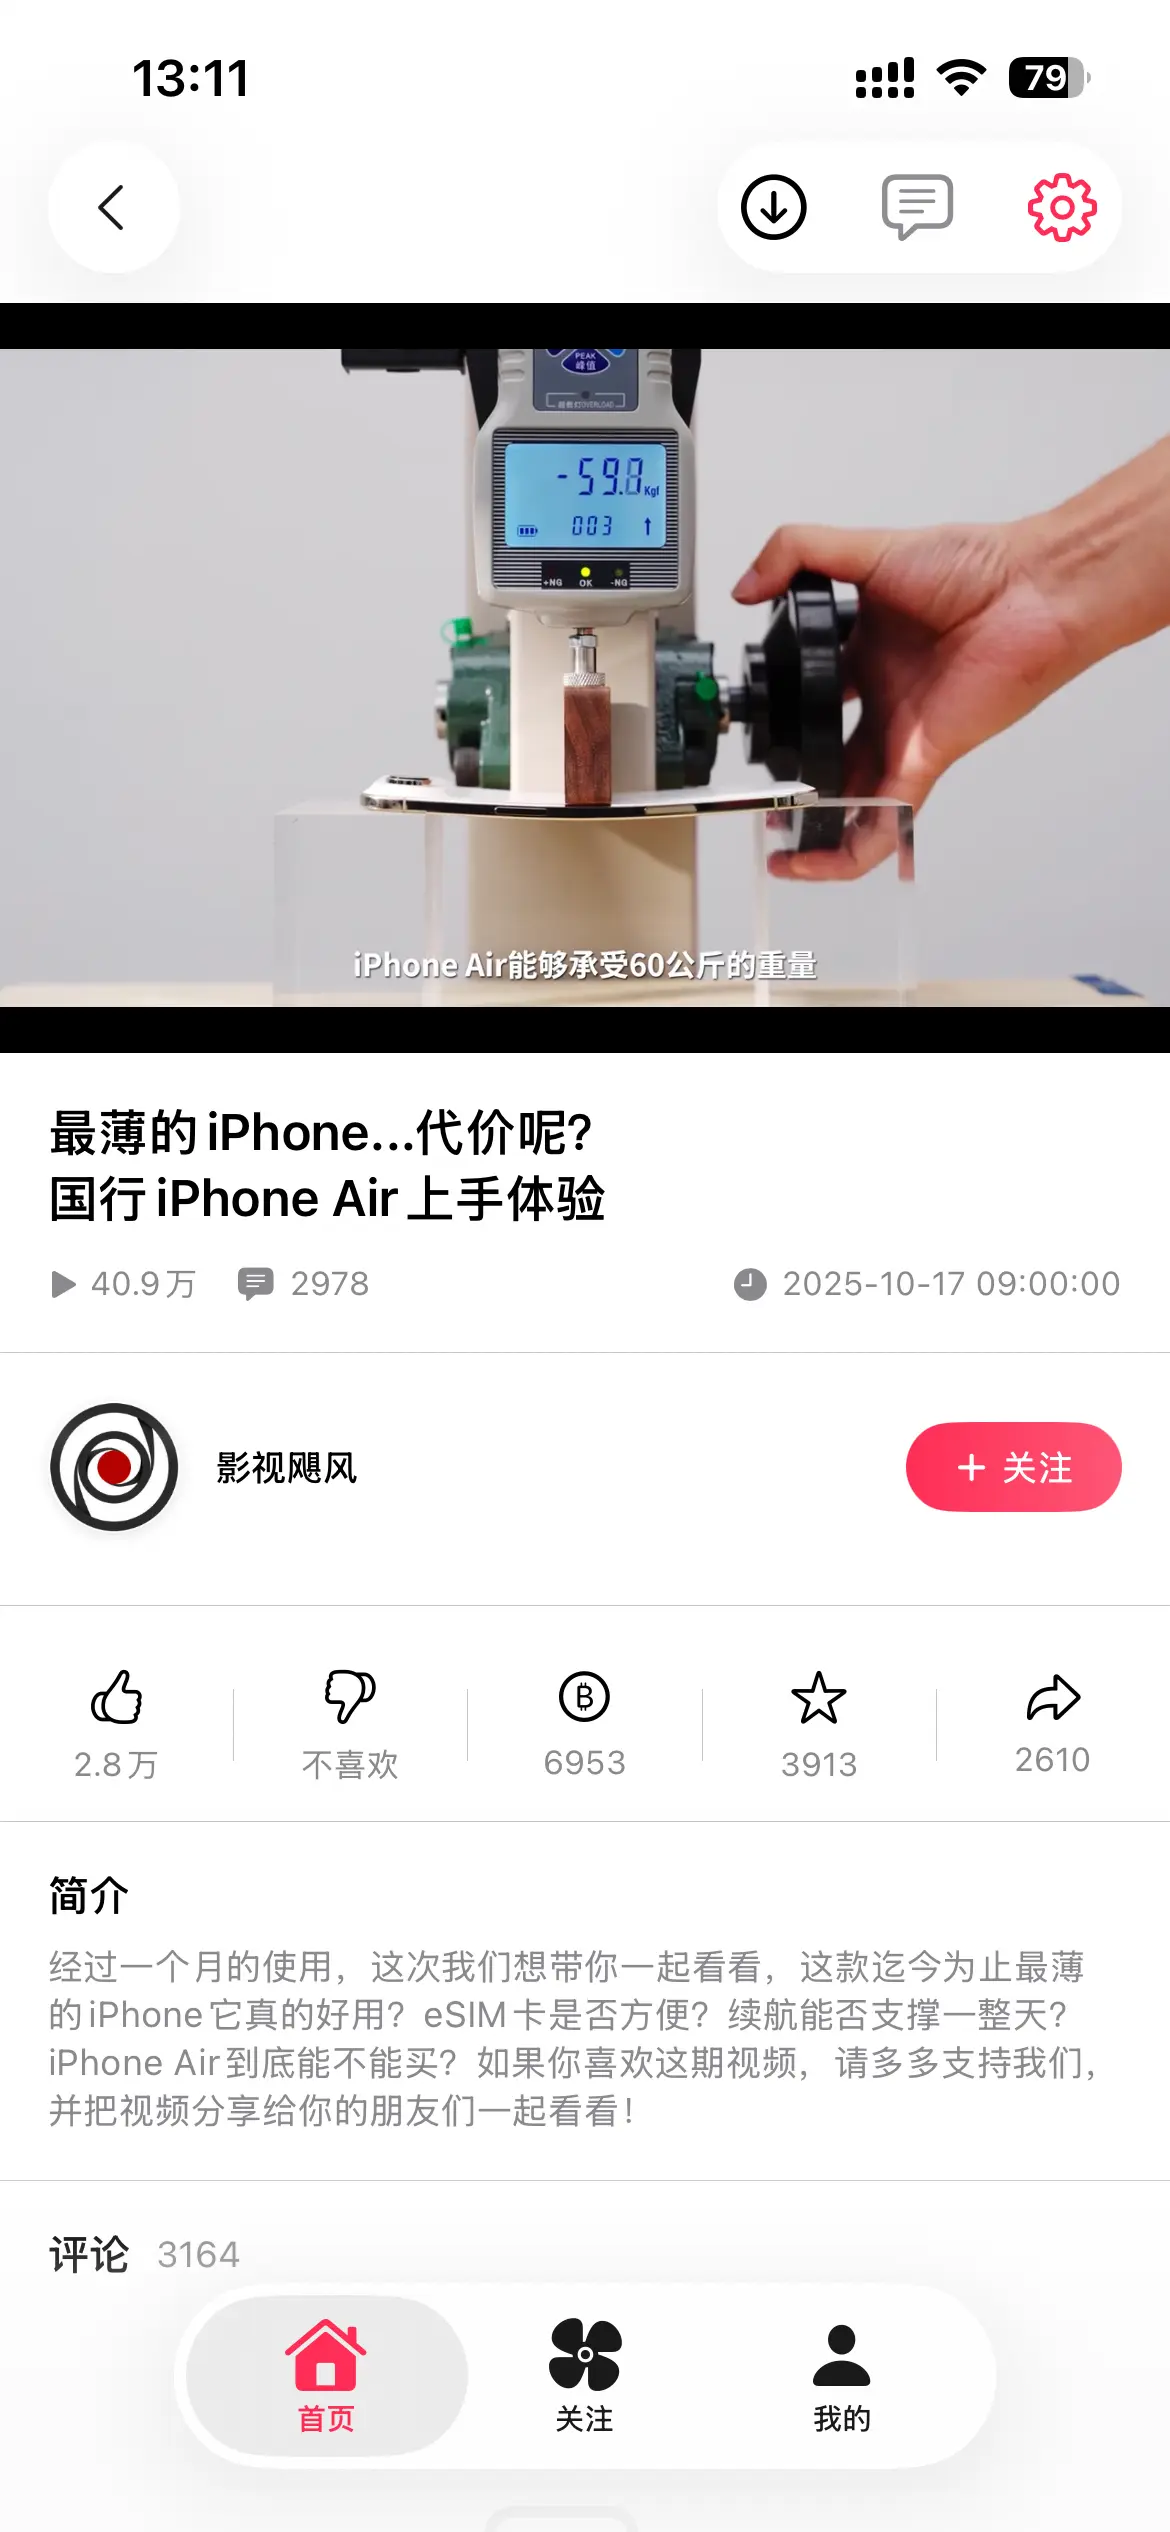 13:11
79
PEAK
峰值
-59.8 Kgf
003
+NG OK -NG
iPhone Air能够承受60公斤的重量
最薄的iPhone...代价呢?
国行iPhone Air上手体验
40.9万 2978 2025-10-17 09:00:00
影视飓风
关注
2.8万 不喜欢 6953 3913 2610
简介
经过一个月的使用，这次我们想带你一起看看，这款迄今为止最薄
的iPhone它真的好用？eSIM卡是否方便？续航能否支撑一整天？
iPhone Air到底能不能买？如果你喜欢这期视频，请多多支持我们，
并把视频分享给你的朋友们一起看看！
评论 3164
首页 关注 我的